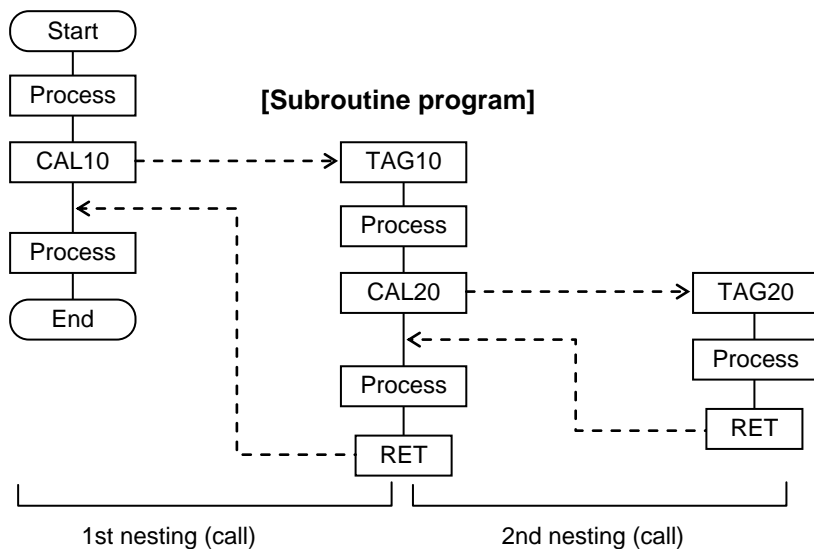 Start
Process
[Subroutine program]
CAL10
TAG10
Process
Process
CAL20
TAG20
End
Process
Process
RET
RET
1st nesting (call)
2nd nesting (call)